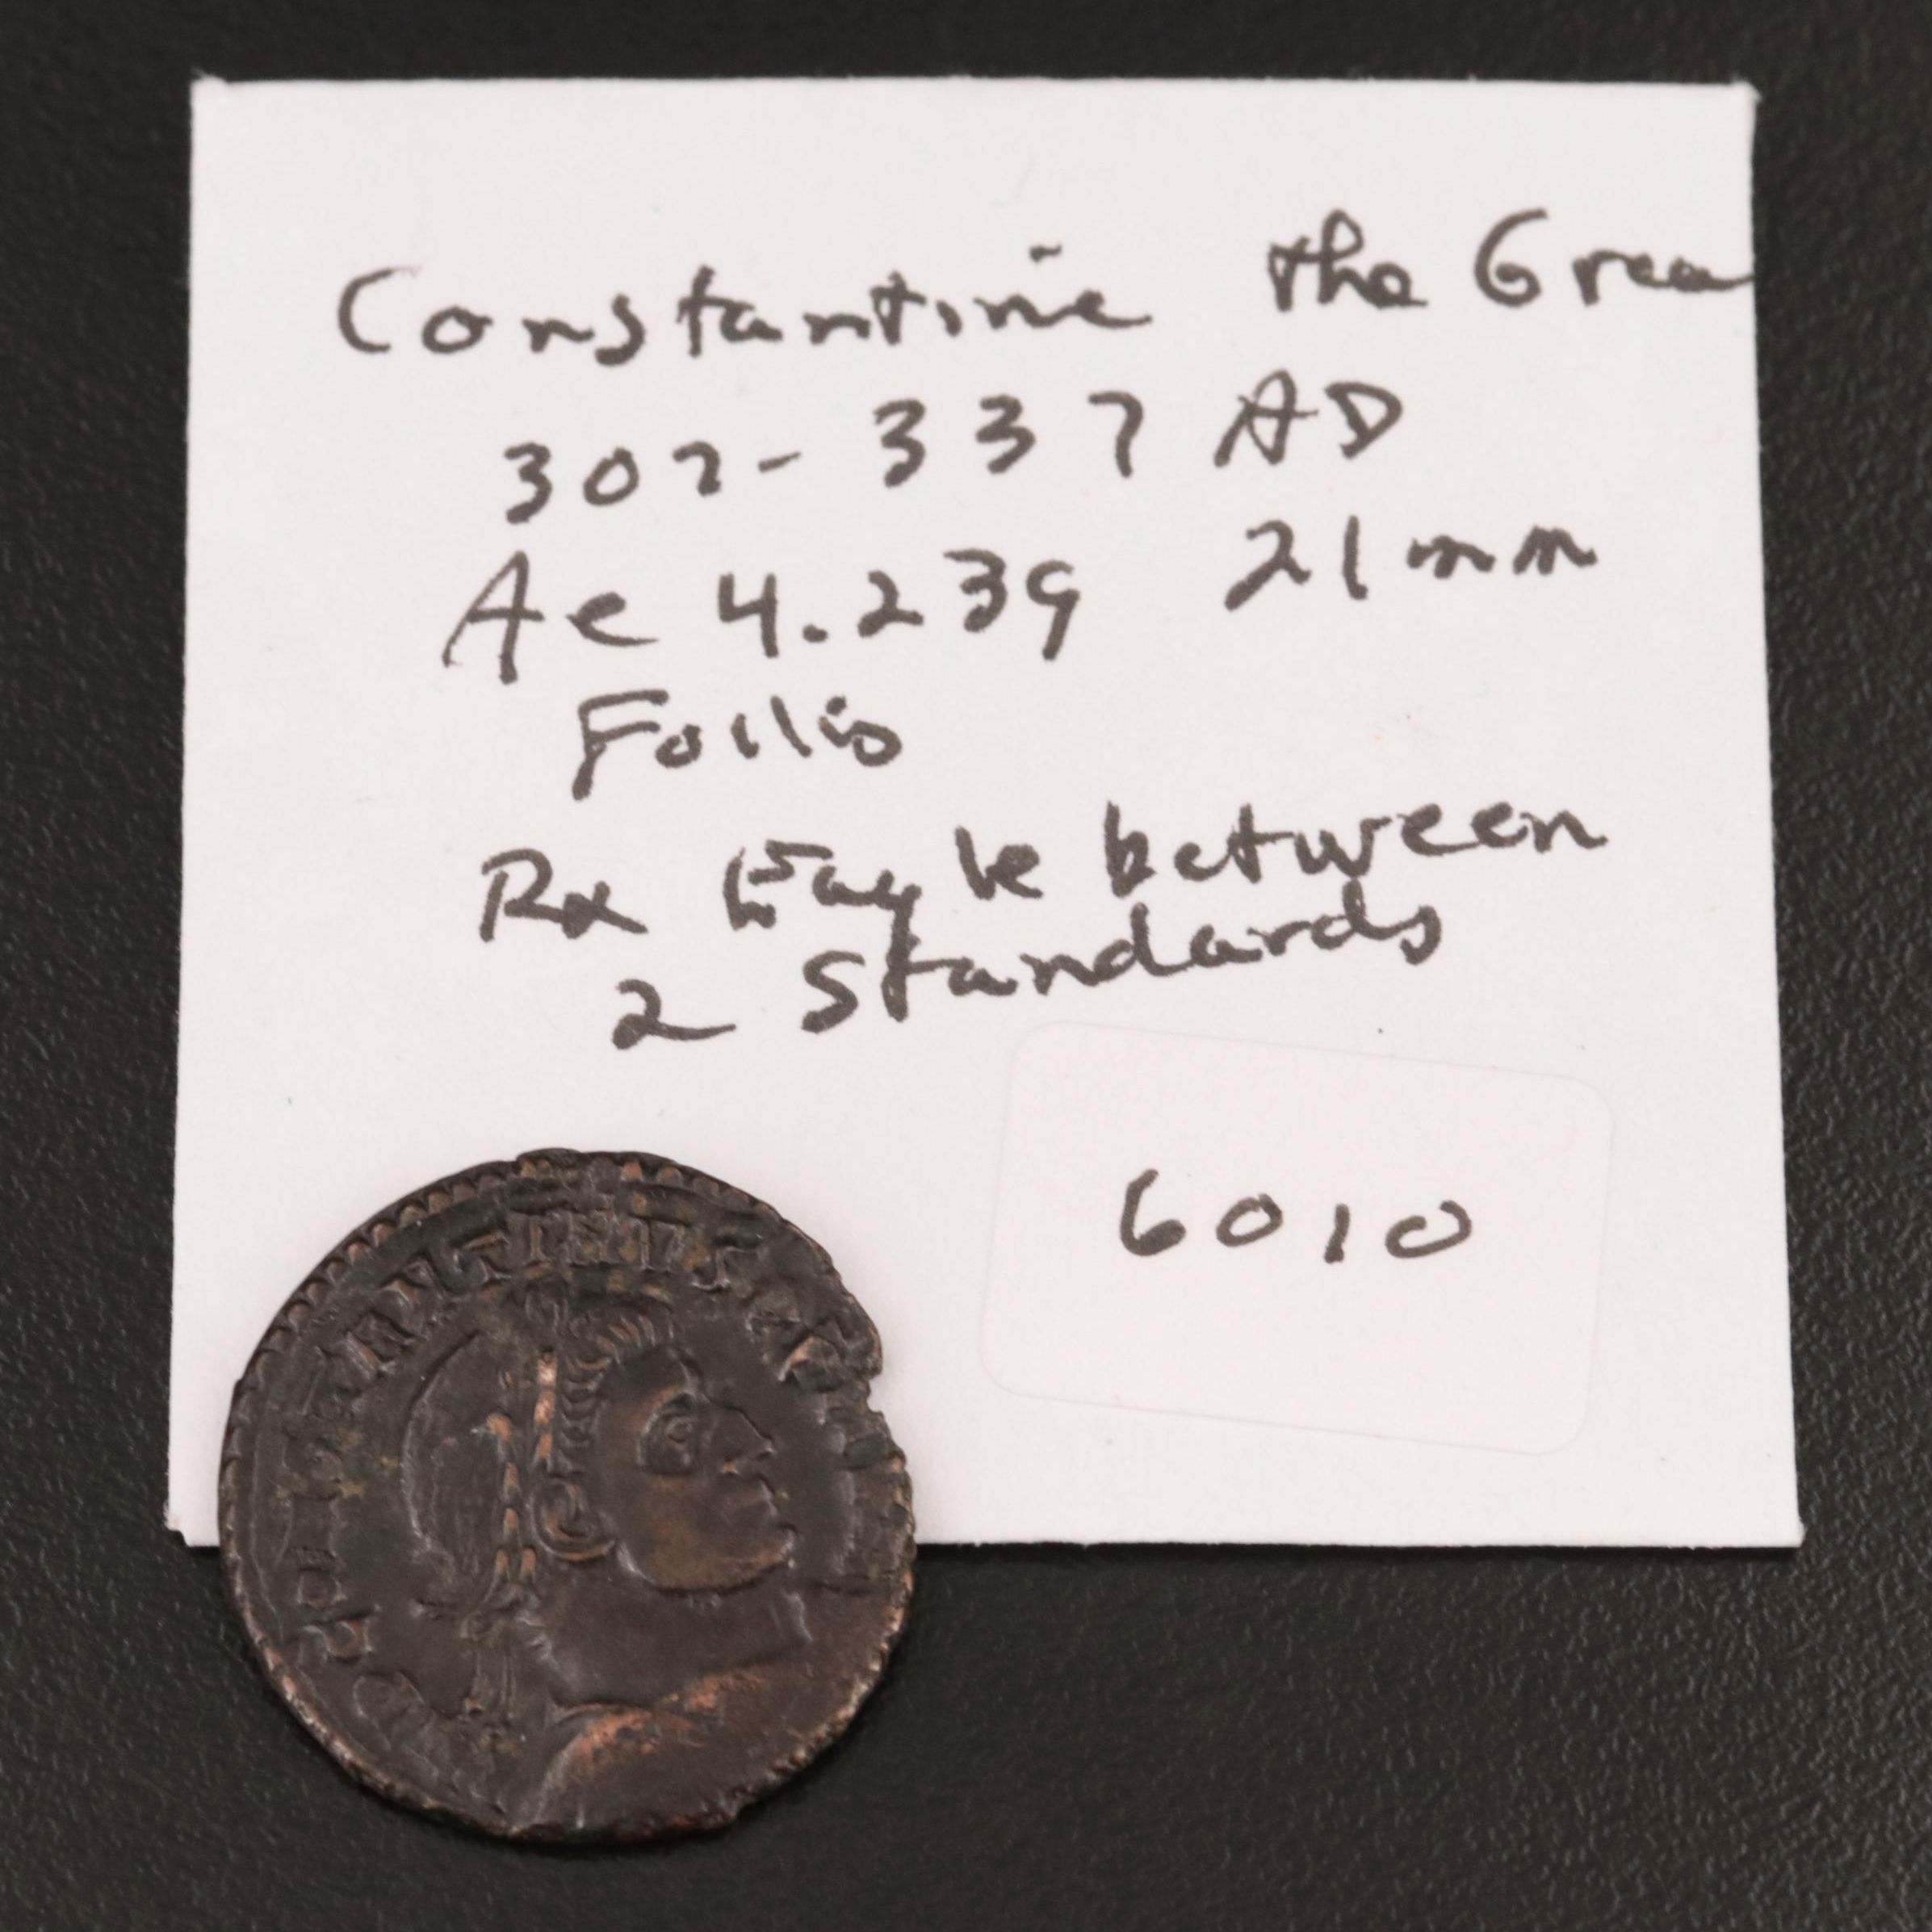 Constantine the Grea
307-337 AD
Ae 4.23g 21mm
Follis
Rx Eagle between
2 Standards
6010